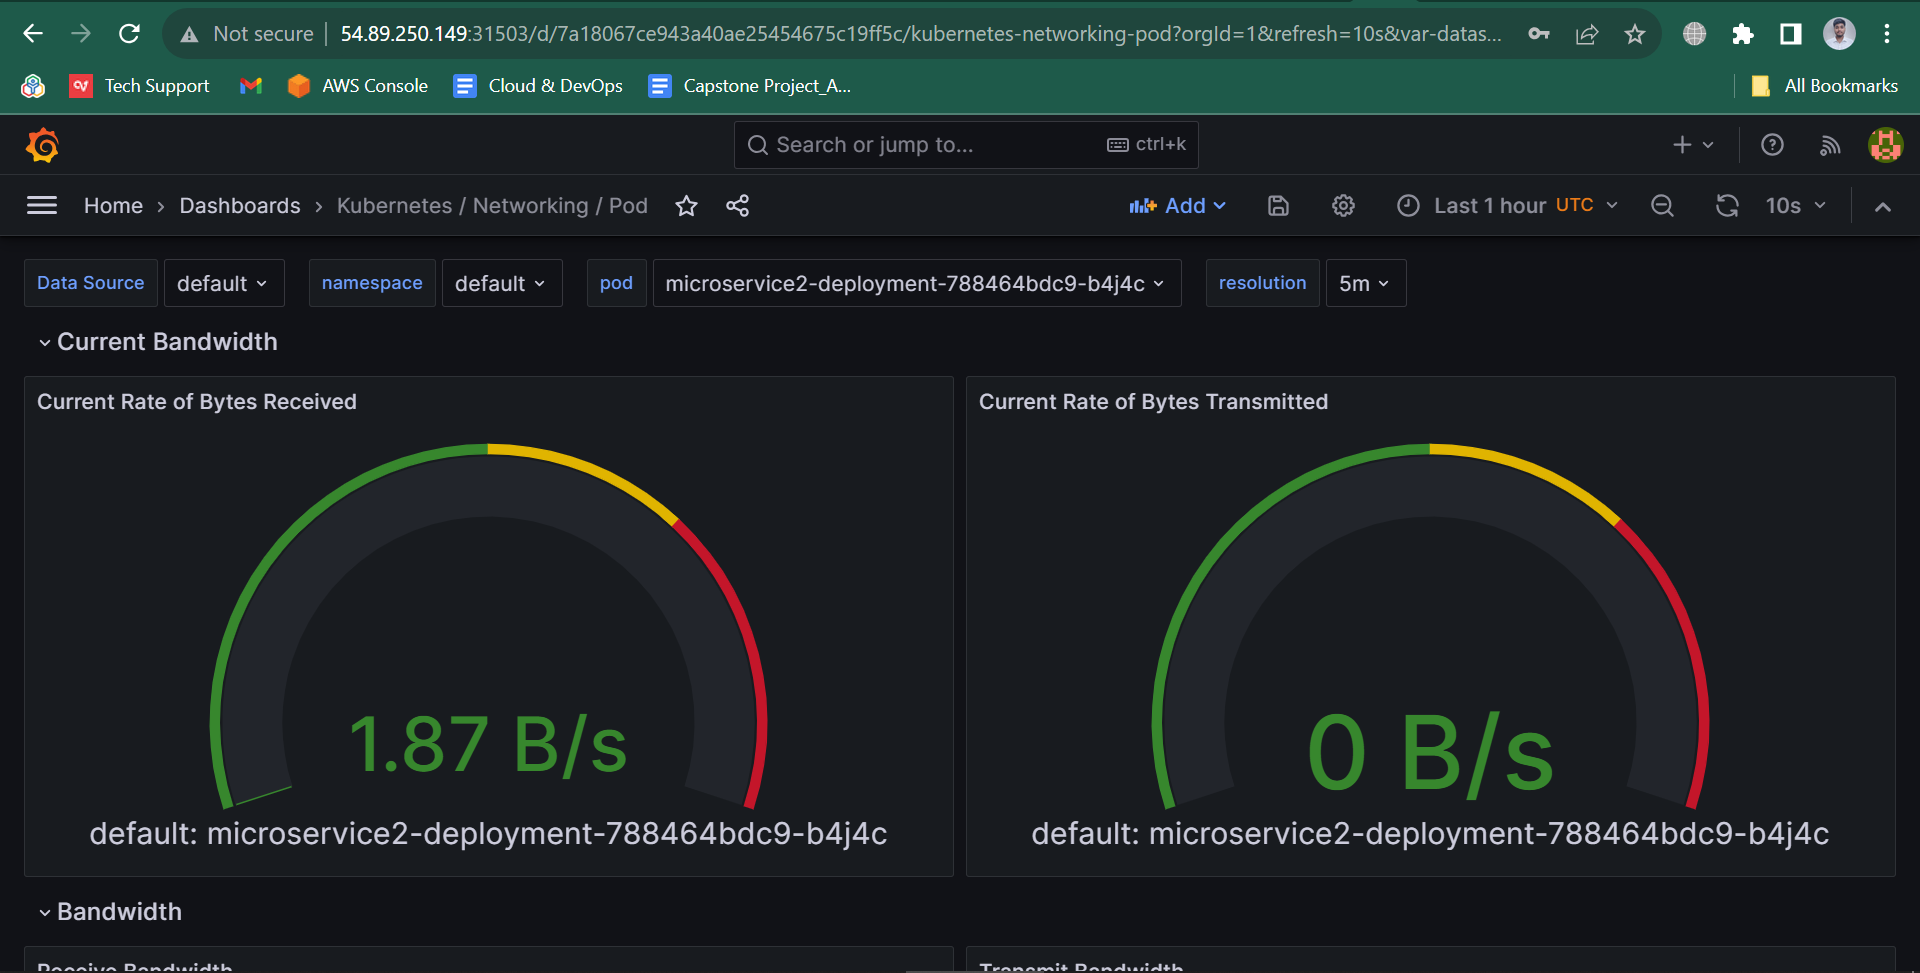 Not secure 54.89.250.149:31503/d/7a18067ce943a40ae25454675c19ff5c/kubernetes-networking-pod?orgId=1&refresh=10s&var-datas...
Tech Support AWS Console Cloud & DevOps Capstone Project_A... All Bookmarks
Search or jump to... ctrl+k
Home › Dashboards › Kubernetes / Networking / Pod Add Last 1 hour UTC 10s
Data Source default namespace default pod microservice2-deployment-788464bdc9-b4j4c resolution 5m
Current Bandwidth
Current Rate of Bytes Received
1.87 B/s
default: microservice2-deployment-788464bdc9-b4j4c
Current Rate of Bytes Transmitted
0 B/s
default: microservice2-deployment-788464bdc9-b4j4c
Bandwidth
Receive Bandwidth
Transmit Bandwidth